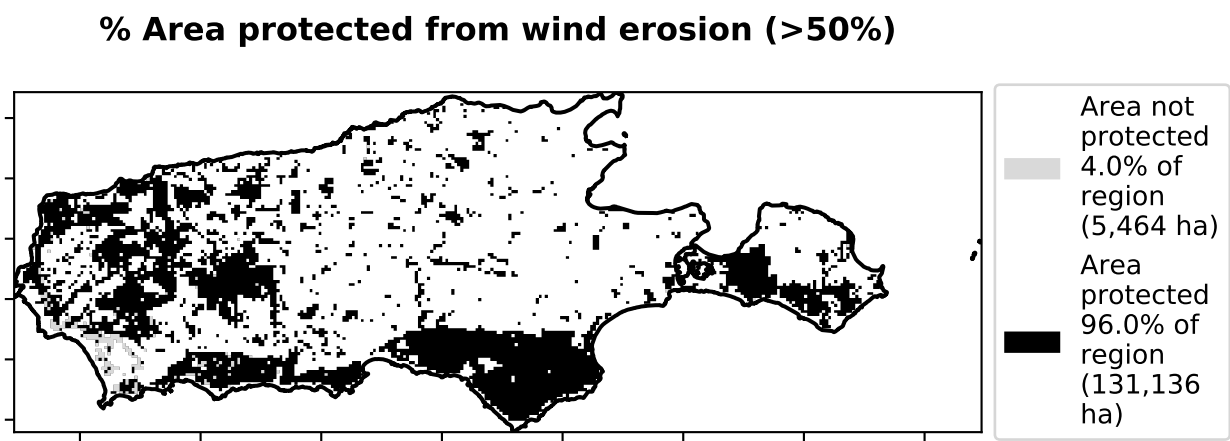 % Area protected from wind erosion (>50%)
Area not
protected
4.0% of
region
(5,464 ha)
Area
protected
96.0% of
region
(131,136
ha)